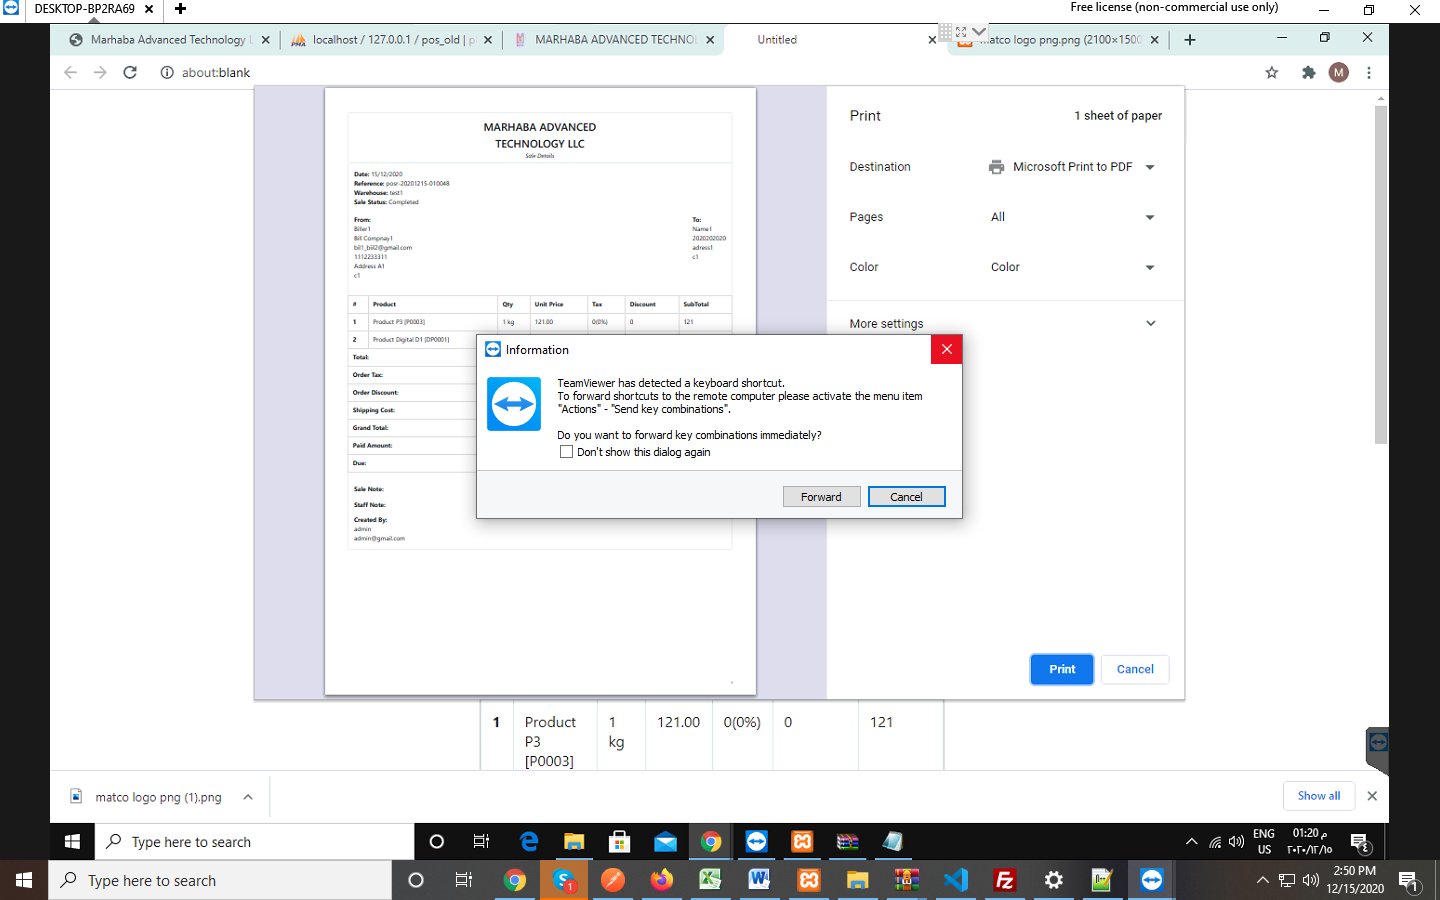 DESKTOP-BP2RA69
Free license (non-commercial use only)
Marhaba Advanced Technology
localhost / 127.0.0.1 / pos_old | p
MARHABA ADVANCED TECHNOL
Untitled
matco logo png.png (2100×1500
about:blank
M
MARHABA ADVANCED
TECHNOLOGY LLC
Sale Details
Date: 15/12/2020
Reference: posr-20201215-010048
Warehouse: test1
Sale Status: Completed
From:
Biller1
Bill Compnay1
bil1_biil2@gmail.com
1112233311
Address A1
c1
To:
Name1
2020202020
adress1
c1
# Product Qty Unit Price Tax Discount SubTotal
1 Product P3 [P0003] 1 kg 121.00 0(0%) 0 121
2 Product Digital D1 [DP0001]
Total:
Order Tax:
Order Discount:
Shipping Cost:
Grand Total:
Paid Amount:
Due:
Sale Note:
Staff Note:
Created By:
admin
admin@gmail.com
Print 1 sheet of paper
Destination Microsoft Print to PDF
Pages All
Color Color
More settings
Print Cancel
Information
TeamViewer has detected a keyboard shortcut.
To forward shortcuts to the remote computer please activate the menu item
"Actions" - "Send key combinations".
Do you want to forward key combinations immediately?
Don't show this dialog again
Forward Cancel
1 Product 1 121.00 0(0%) 0 121
P3 kg
[P0003]
matco logo png (1).png
Show all
Type here to search
ENG
US
01:20 م
٢٠٢٠/١٢/١٥
Type here to search
2:50 PM
12/15/2020
1